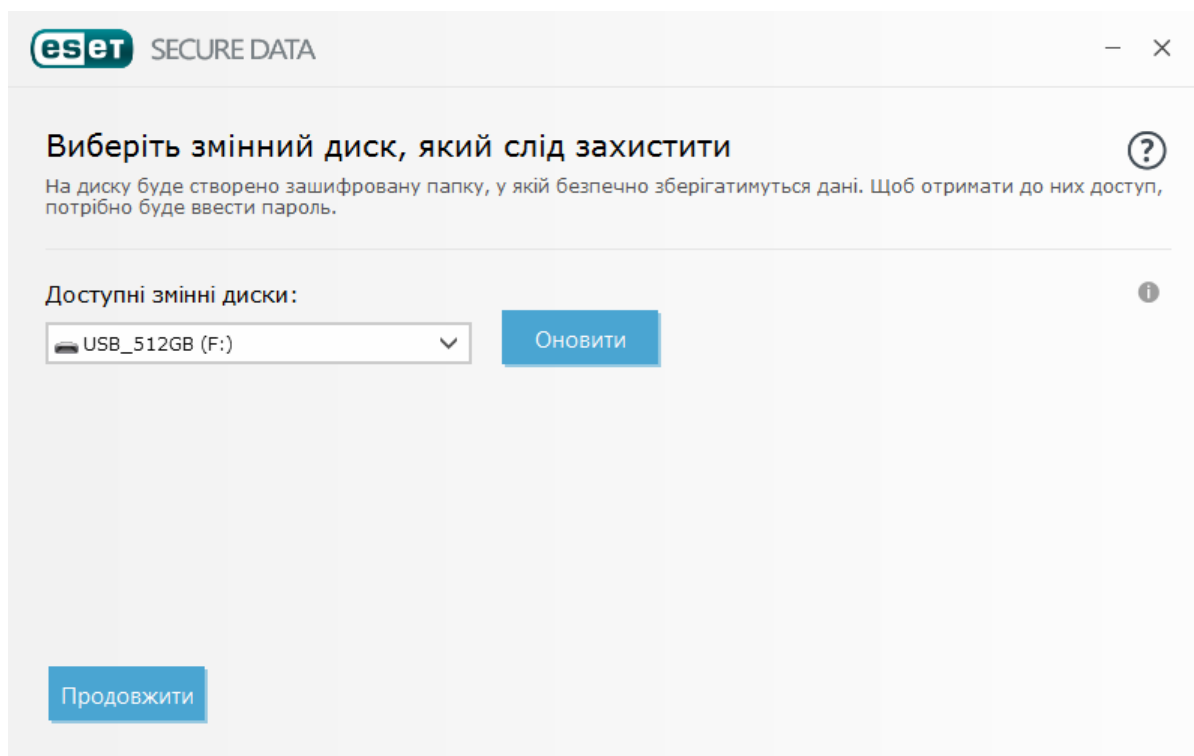 eseT SECURE DATA
Виберіть змінний диск, який слід захистити
На диску буде створено зашифровану папку, у якій безпечно зберігатимуться дані. Щоб отримати до них доступ,
потрібно буде ввести пароль.
Доступні змінні диски:
USB_512GB (F:)
Оновити
Продовжити